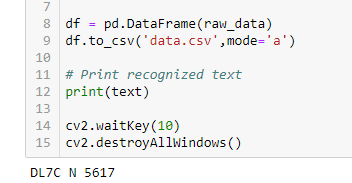 7
8 df = pd.DataFrame(raw_data)
9 df.to_csv('data.csv',mode='a')
10
11 # Print recognized text
12 print(text)
13
14 cv2.waitKey(10)
15 cv2.destroyAllWindows()
DL7C N 5617